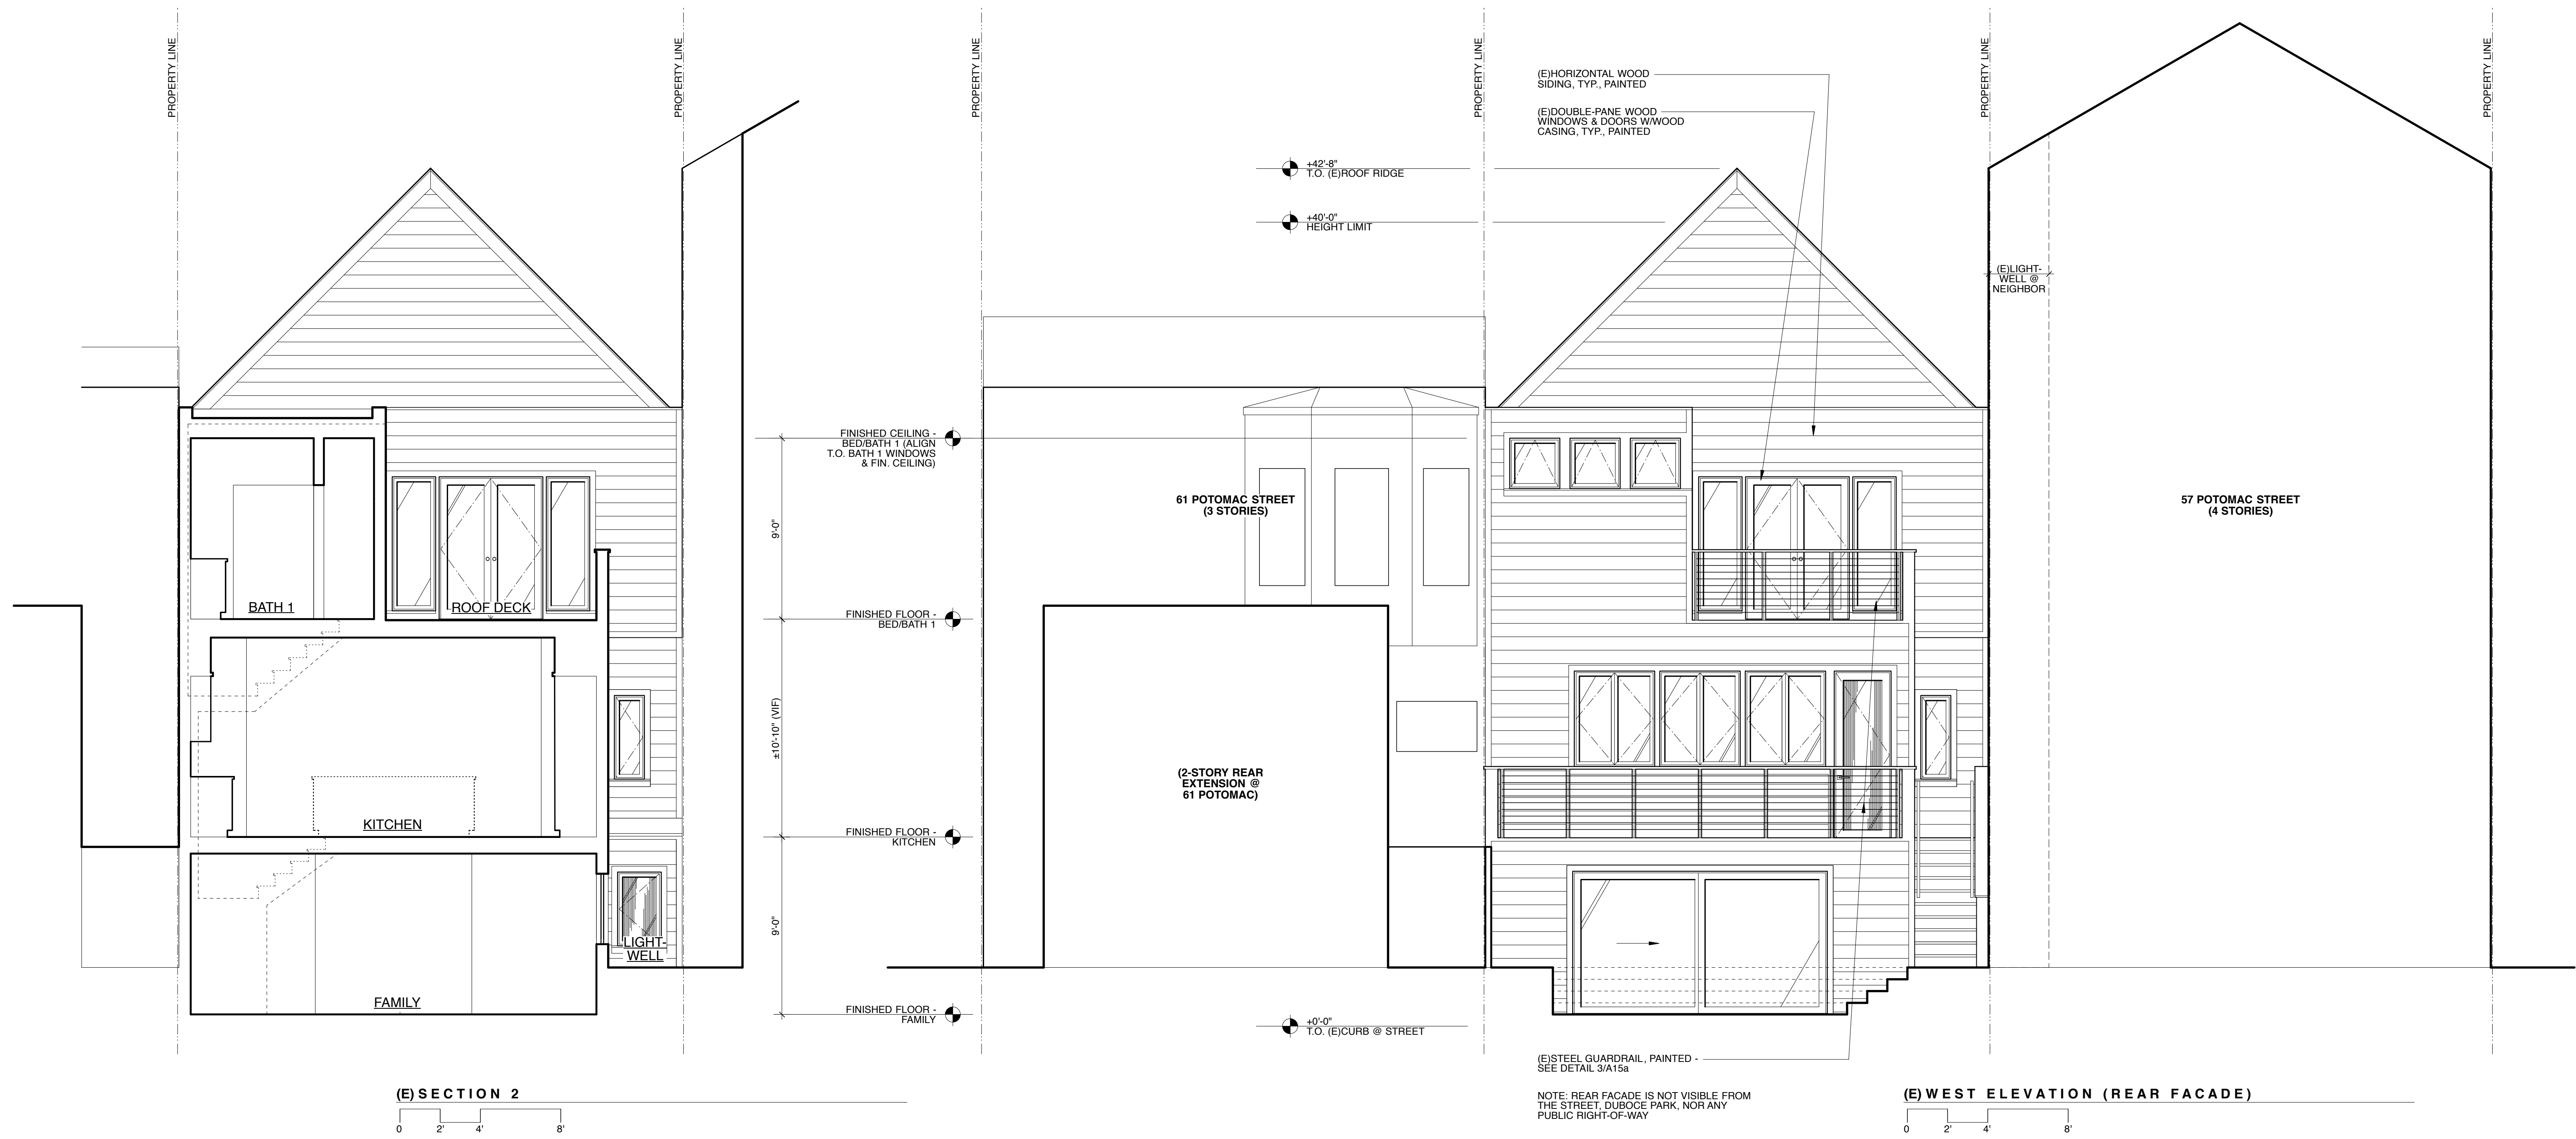 PROPERTY LINE
PROPERTY LINE
PROPERTY LINE
PROPERTY LINE
PROPERTY LINE
PROPERTY LINE
(E)HORIZONTAL WOOD
SIDING, TYP., PAINTED
(E)DOUBLE-PANE WOOD
WINDOWS & DOORS W/WOOD
CASING, TYP., PAINTED
+42'-8"
T.O. (E)ROOF RIDGE
+40'-0"
HEIGHT LIMIT
(E)LIGHT-
WELL @
NEIGHBOR
FINISHED CEILING -
BED/BATH 1 (ALIGN
T.O. BATH 1 WINDOWS
& FIN. CEILING)
9'-0"
61 POTOMAC STREET
(3 STORIES)
57 POTOMAC STREET
(4 STORIES)
BATH 1
ROOF DECK
FINISHED FLOOR -
BED/BATH 1
±10'-10" (VIF)
(2-STORY REAR
EXTENSION @
61 POTOMAC)
KITCHEN
FINISHED FLOOR -
KITCHEN
9'-0"
LIGHT-
WELL
FAMILY
FINISHED FLOOR -
FAMILY
+0'-0"
T.O. (E)CURB @ STREET
(E)STEEL GUARDRAIL, PAINTED -
SEE DETAIL 3/A15a
NOTE: REAR FACADE IS NOT VISIBLE FROM
THE STREET, DUBOCE PARK, NOR ANY
PUBLIC RIGHT-OF-WAY
(E) SECTION 2
0 2' 4' 8'
(E) WEST ELEVATION (REAR FACADE)
0 2' 4' 8'